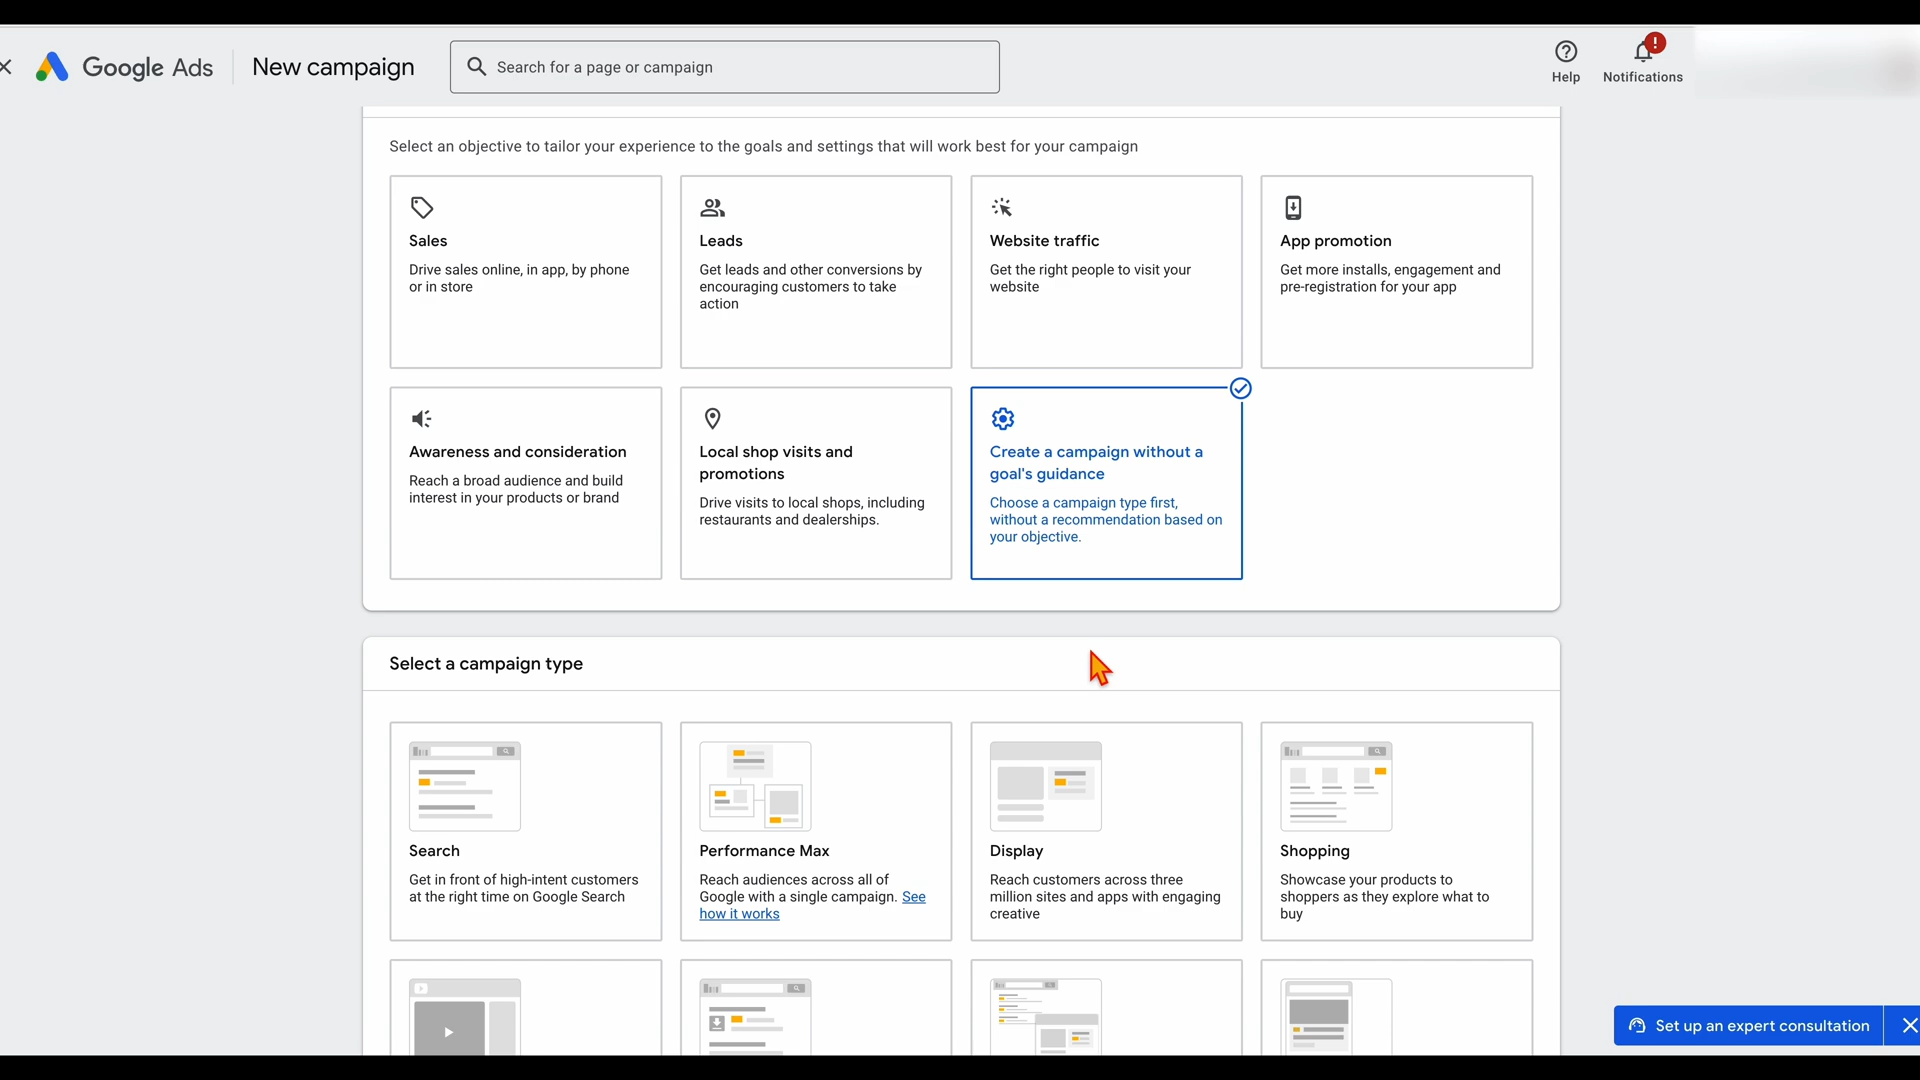 Google Ads
New campaign
Search for a page or campaign
Help
Notifications
Select an objective to tailor your experience to the goals and settings that will work best for your campaign
Sales
Drive sales online, in app, by phone
or in store
Leads
Get leads and other conversions by
encouraging customers to take
action
Website traffic
Get the right people to visit your
website
App promotion
Get more installs, engagement and
pre-registration for your app
Awareness and consideration
Reach a broad audience and build
interest in your products or brand
Local shop visits and
promotions
Drive visits to local shops, including
restaurants and dealerships.
Create a campaign without a
goal's guidance
Choose a campaign type first,
without a recommendation based on
your objective.
Select a campaign type
Search
Get in front of high-intent customers
at the right time on Google Search
Performance Max
Reach audiences across all of
Google with a single campaign. See
how it works
Display
Reach customers across three
million sites and apps with engaging
creative
Shopping
Showcase your products to
shoppers as they explore what to
buy
Set up an expert consultation